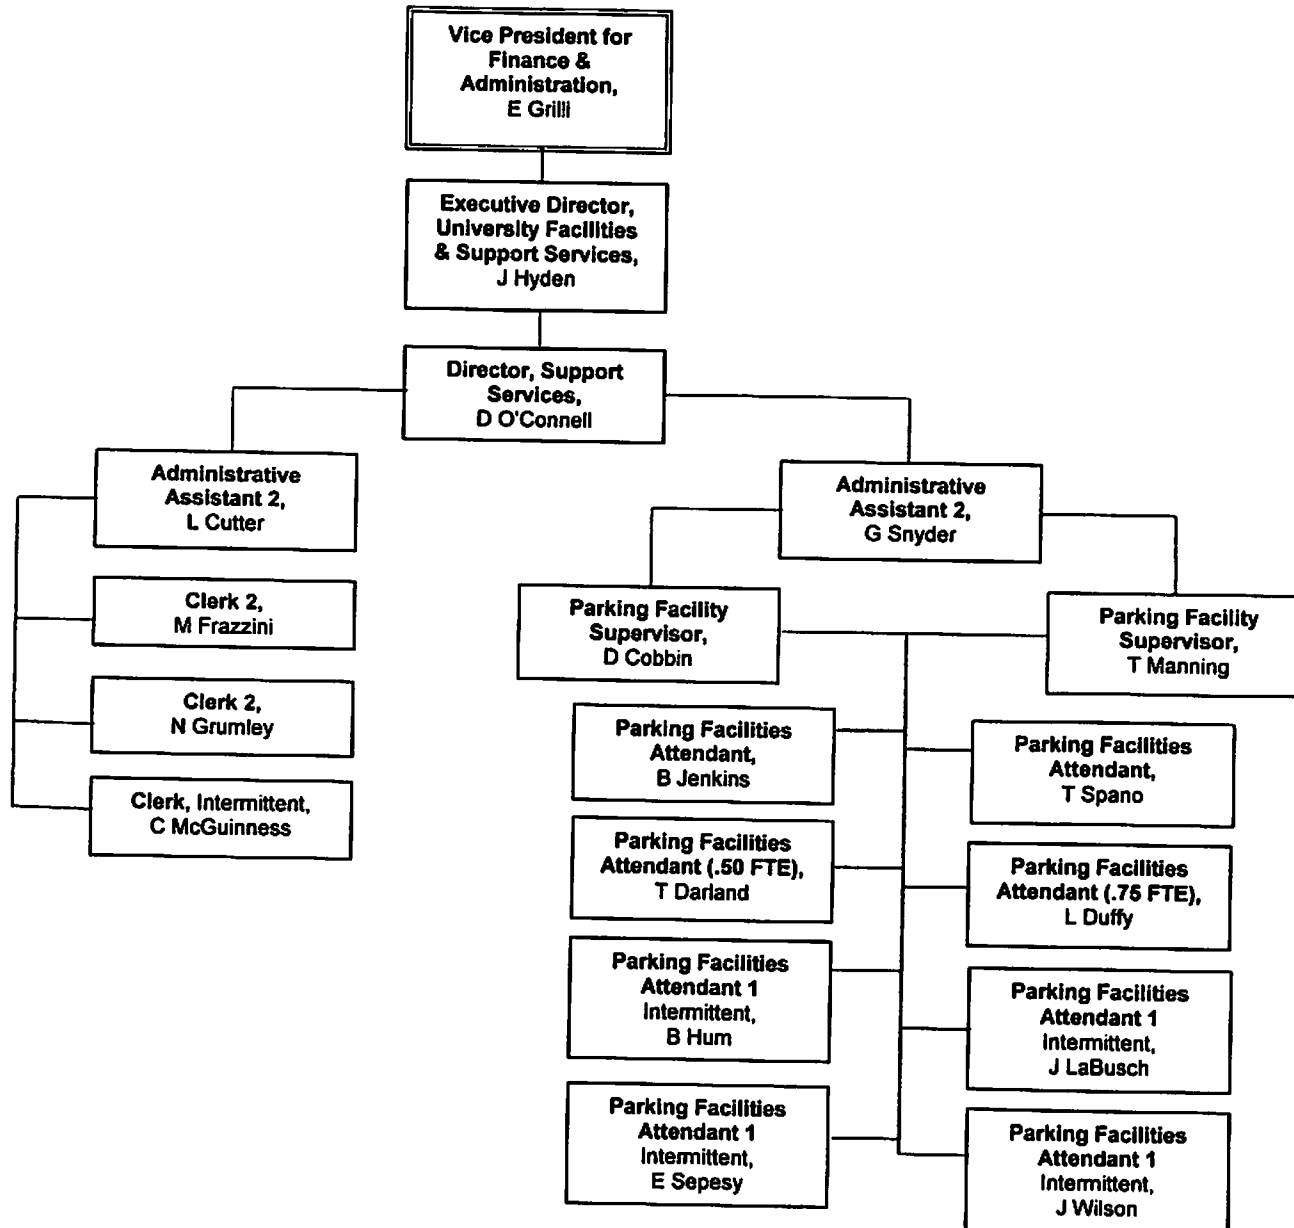 Vice President for
Finance &
Administration,
E Grilli
Executive Director,
University Facilities
& Support Services,
J Hyden
Director, Support
Services,
D O'Connell
Administrative
Assistant 2,
L Cutter
Clerk 2,
M Frazzini
Clerk 2,
N Grumley
Clerk, Intermittent,
C McGuinness
Administrative
Assistant 2,
G Snyder
Parking Facility
Supervisor,
D Cobbin
Parking Facility
Supervisor,
T Manning
Parking Facilities
Attendant,
B Jenkins
Parking Facilities
Attendant,
T Spano
Parking Facilities
Attendant (.50 FTE),
T Darland
Parking Facilities
Attendant (.75 FTE),
L Duffy
Parking Facilities
Attendant 1
Intermittent,
B Hum
Parking Facilities
Attendant 1
Intermittent,
J LaBusch
Parking Facilities
Attendant 1
Intermittent,
E Sepesy
Parking Facilities
Attendant 1
Intermittent,
J Wilson